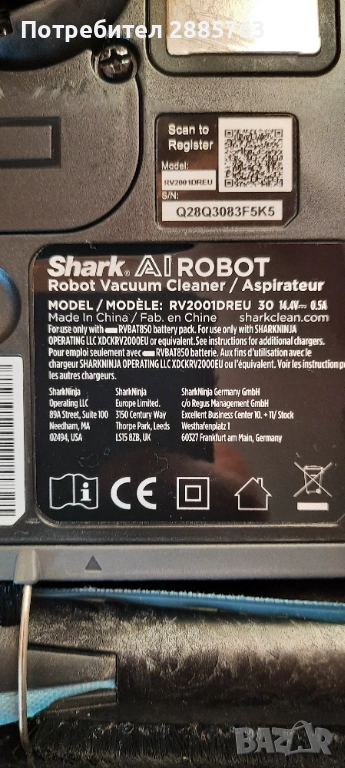 Потребител 2885763
Scan to
Register
Model:
RV2001DREU
S/N:
Q28Q3083F5K5
Shark® AI ROBOT
Robot Vacuum Cleaner / Aspirateur
MODEL / MODÈLE: RV2001DREU 30 14.4V⎓ 0.5A
Made In China / Fab. en Chine sharkclean.com
For use only with RVBAT850 battery pack. For use only with SHARKNINJA
OPERATING LLC XDCKRV2000EU or equivalent. See instructions for additional chargers.
Pour emploi seulement avec RVBAT850 batterie. Aux fins d'utilisation avec le
chargeur SHARKNINJA OPERATING LLC XDCKRV2000EU ou l'équivalent. Voir les instruction po
les autres chargeurs.
SharkNinja
Operating LLC
89A Street, Suite 100
Needham, MA
02494, USA
SharkNinja
Europe Limited.
3150 Century Way
Thorpe Park, Leeds
LS15 8ZB, UK
SharkNinja Germany GmbH
c/o Regus Management GmbH
Excellent Business Center 10. + 11/ Stock
Westhafenplatz 1
60327 Frankfurt am Main, Germany
i
CE
BAZAR